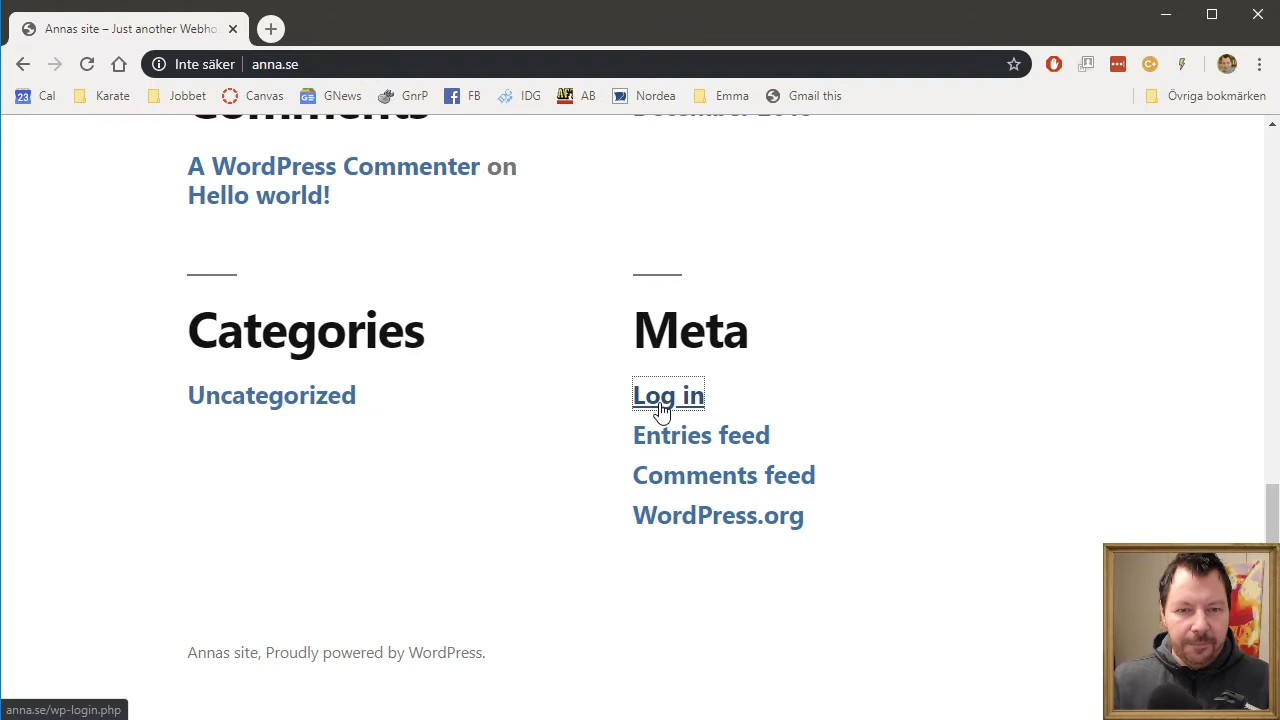 Annas site – Just another Webho
Inte säker
anna.se
23 Cal
Karate
Jobbet
Canvas
GNews
GnrP
FB
IDG
AB
Nordea
Emma
Gmail this
Övriga bokmärken
Comments
A WordPress Commenter on
Hello world!
Categories
Uncategorized
Meta
Log in
Entries feed
Comments feed
WordPress.org
Annas site, Proudly powered by WordPress.
anna.se/wp-login.php